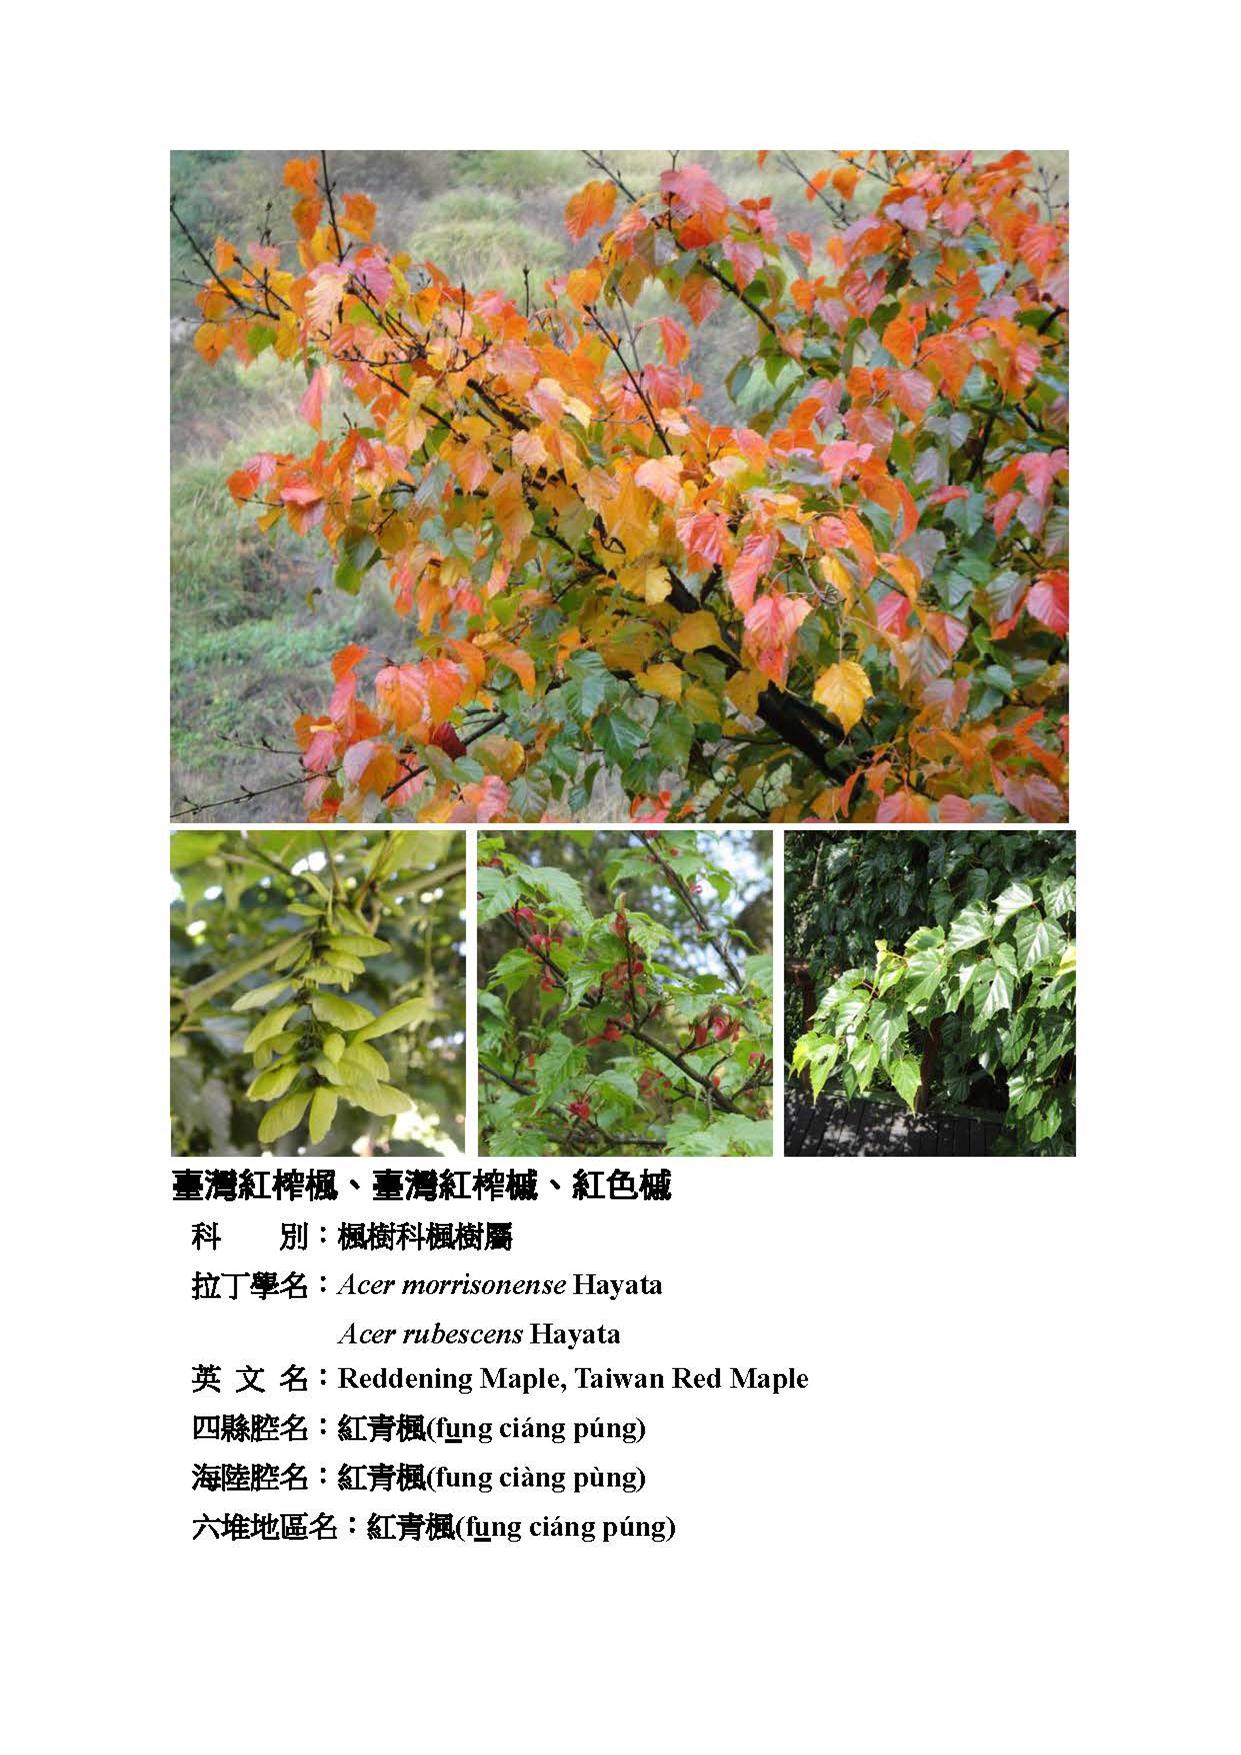 臺灣紅榨楓、臺灣紅榨槭、紅色槭
科　　別：楓樹科楓樹屬
拉丁學名：Acer morrisonense Hayata
Acer rubescens Hayata
英 文 名：Reddening Maple, Taiwan Red Maple
四縣腔名：紅青楓(fung ciáng púng)
海陸腔名：紅青楓(fung ciàng pùng)
六堆地區名：紅青楓(fung ciáng púng)